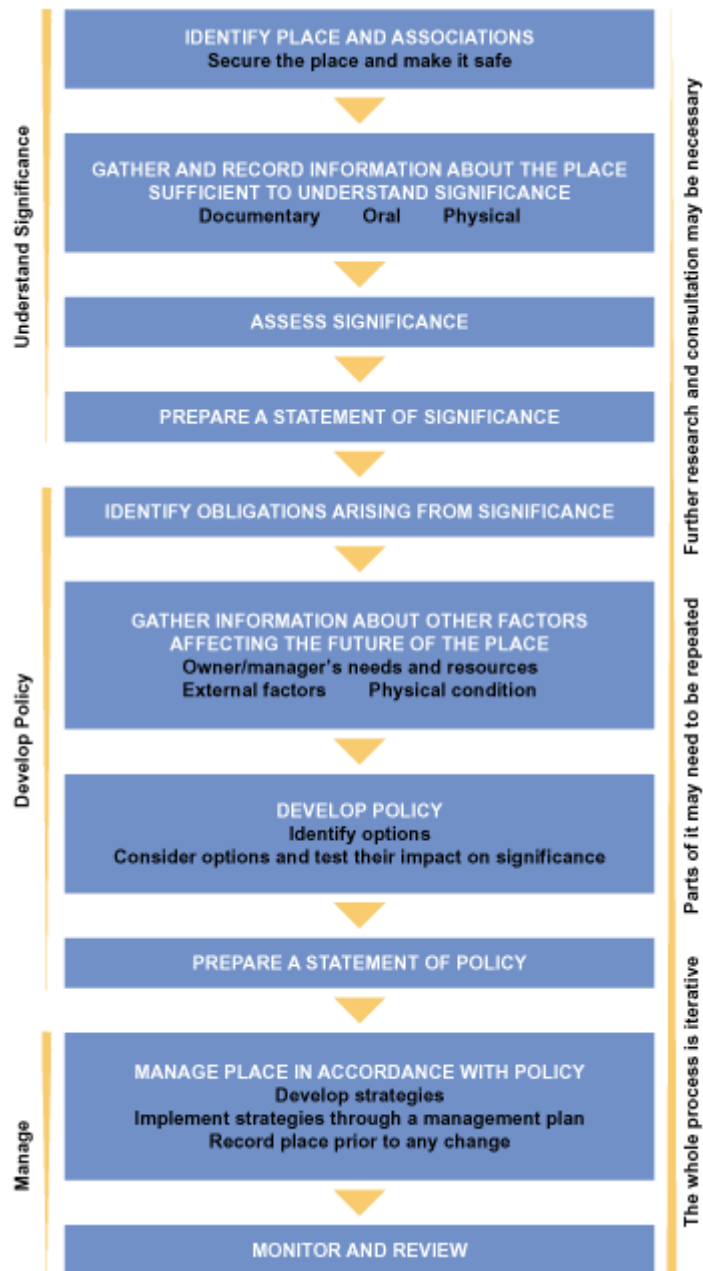 Understand Significance
IDENTIFY PLACE AND ASSOCIATIONS
Secure the place and make it safe
GATHER AND RECORD INFORMATION ABOUT THE PLACE
SUFFICIENT TO UNDERSTAND SIGNIFICANCE
Documentary Oral Physical
ASSESS SIGNIFICANCE
PREPARE A STATEMENT OF SIGNIFICANCE
Develop Policy
IDENTIFY OBLIGATIONS ARISING FROM SIGNIFICANCE
GATHER INFORMATION ABOUT OTHER FACTORS
AFFECTING THE FUTURE OF THE PLACE
Owner/manager's needs and resources
External factors Physical condition
DEVELOP POLICY
Identify options
Consider options and test their impact on significance
PREPARE A STATEMENT OF POLICY
Manage
MANAGE PLACE IN ACCORDANCE WITH POLICY
Develop strategies
Implement strategies through a management plan
Record place prior to any change
MONITOR AND REVIEW
The whole process is iterative
Parts of it may need to be repeated
Further research and consultation may be necessary